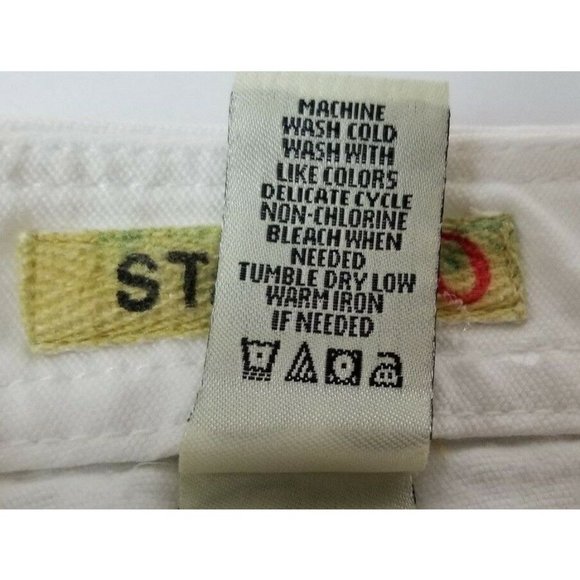 MACHINE
WASH COLD
WASH WITH
LIKE COLORS
DELICATE CYCLE
NON-CHLORINE
BLEACH WHEN
NEEDED
TUMBLE DRY LOW
WARM IRON
IF NEEDED